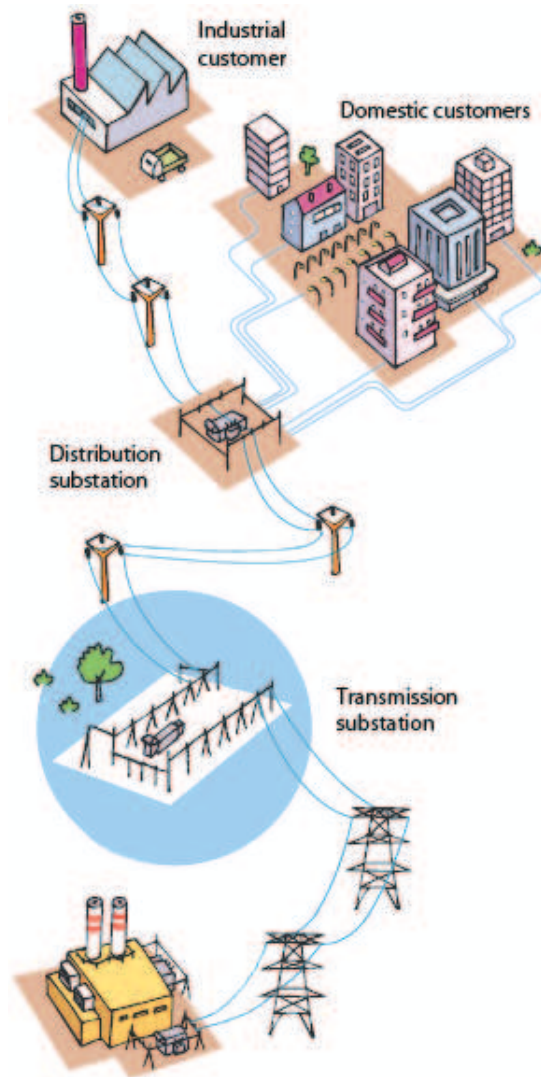 Industrial
customer
Domestic customers
Distribution
substation
Transmission
substation